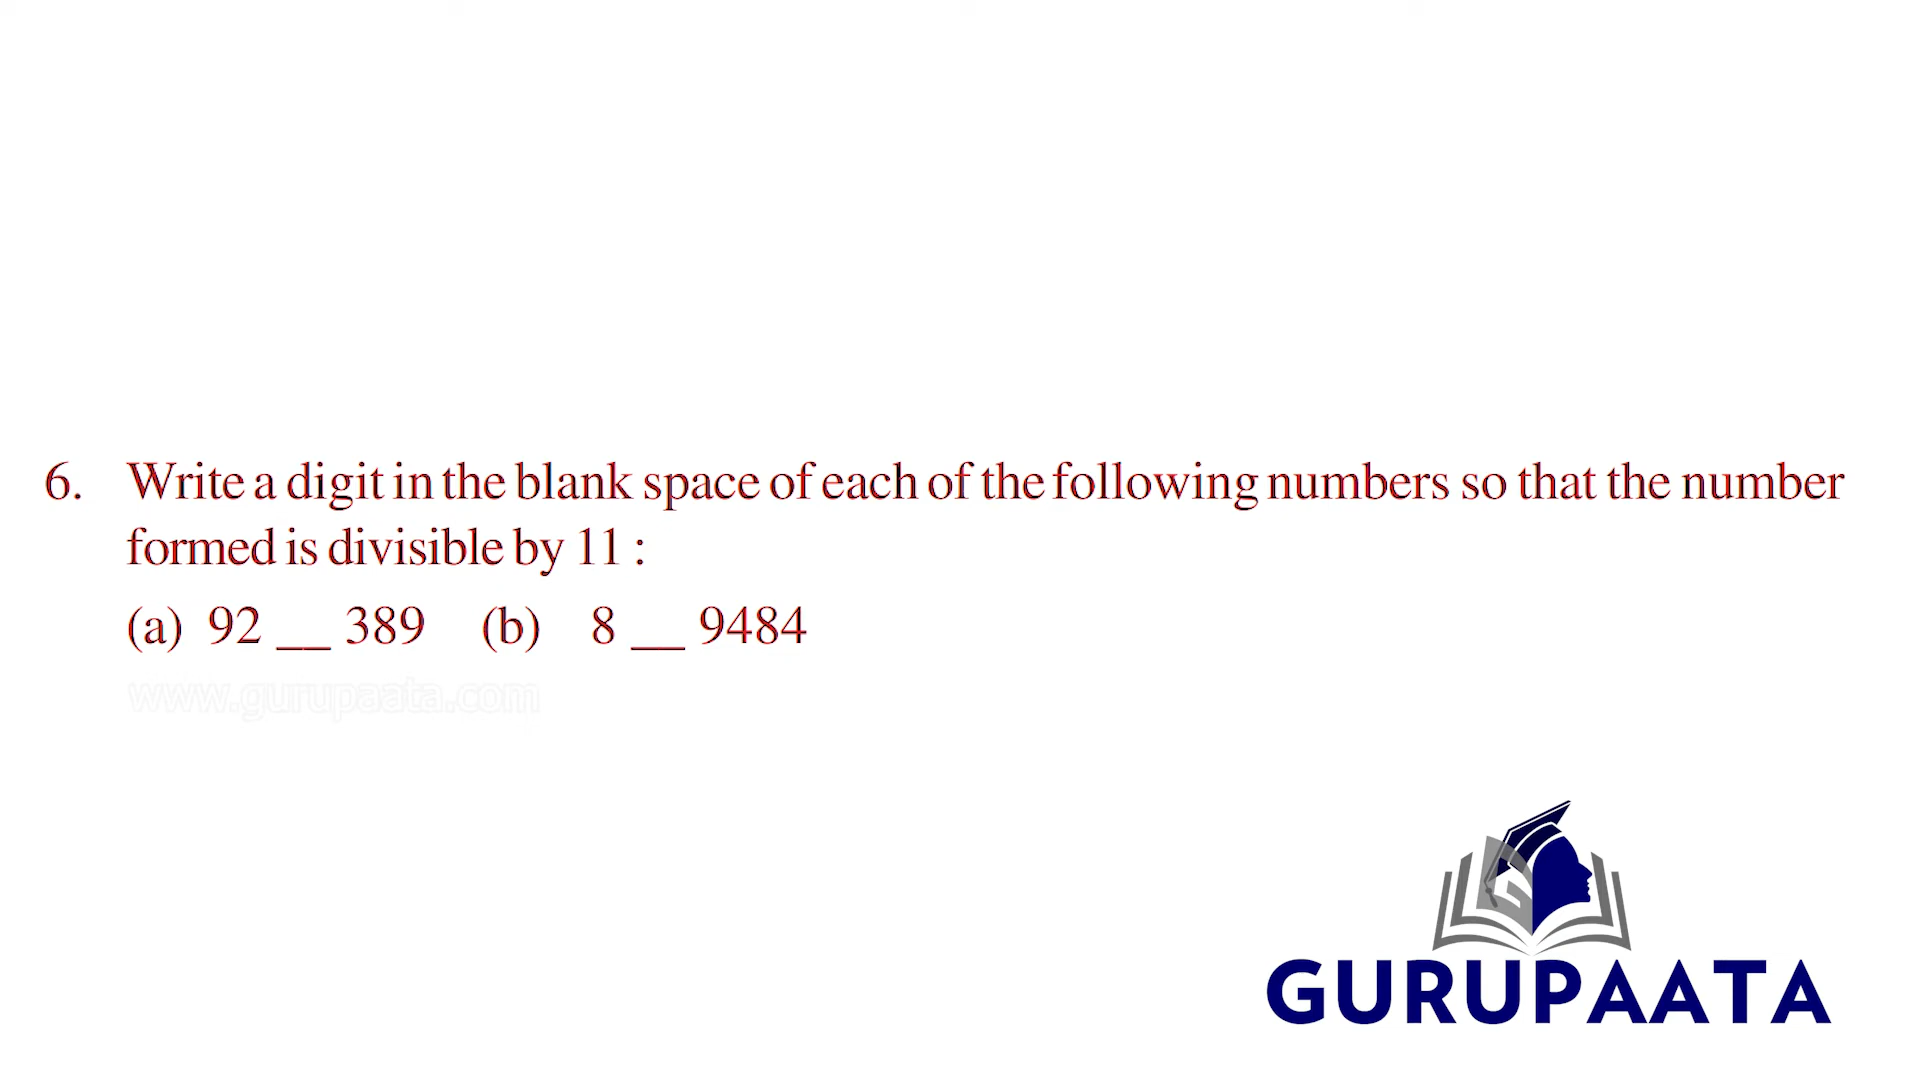 6. Write a digit in the blank space of each of the following numbers so that the number
formed is divisible by 11 :
(a) 92 __ 389 (b) 8 __ 9484
www.gurupaata.com
GURUPAATA